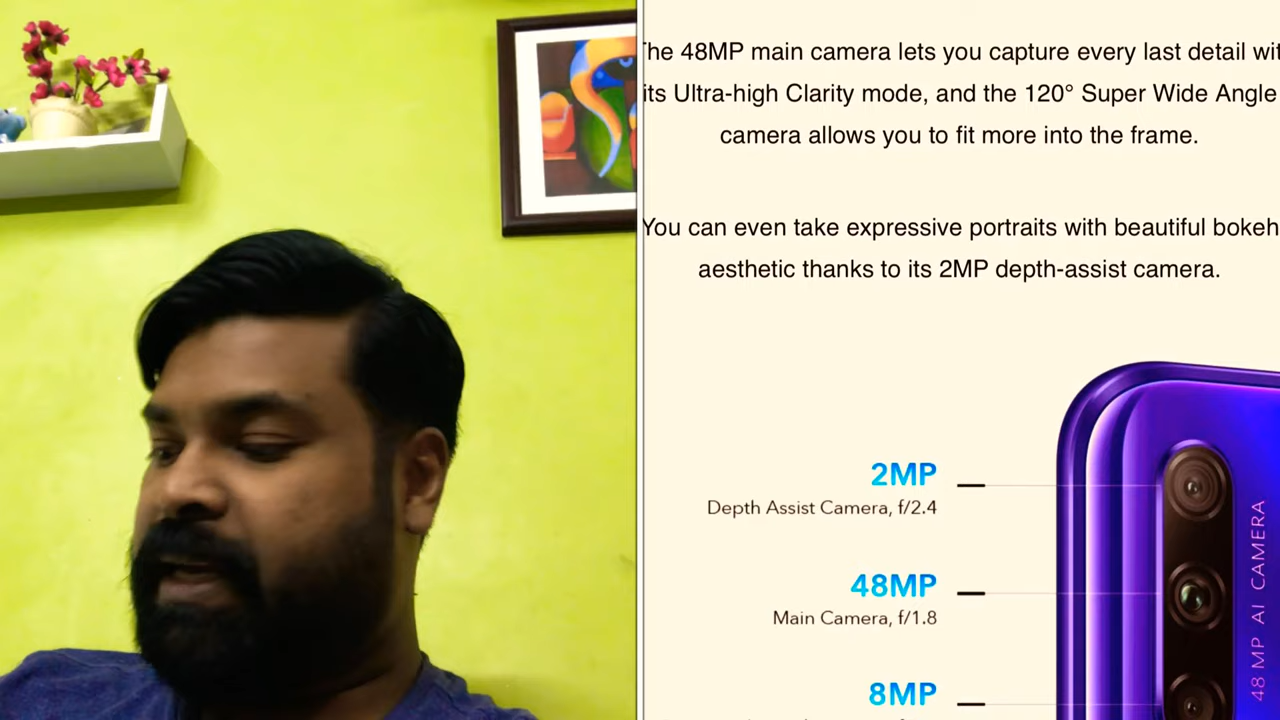 The 48MP main camera lets you capture every last detail wit
its Ultra-high Clarity mode, and the 120° Super Wide Angle
camera allows you to fit more into the frame.
You can even take expressive portraits with beautiful bokeh
aesthetic thanks to its 2MP depth-assist camera.
2MP
Depth Assist Camera, f/2.4
48MP
Main Camera, f/1.8
8MP
48 MP AI CAMERA